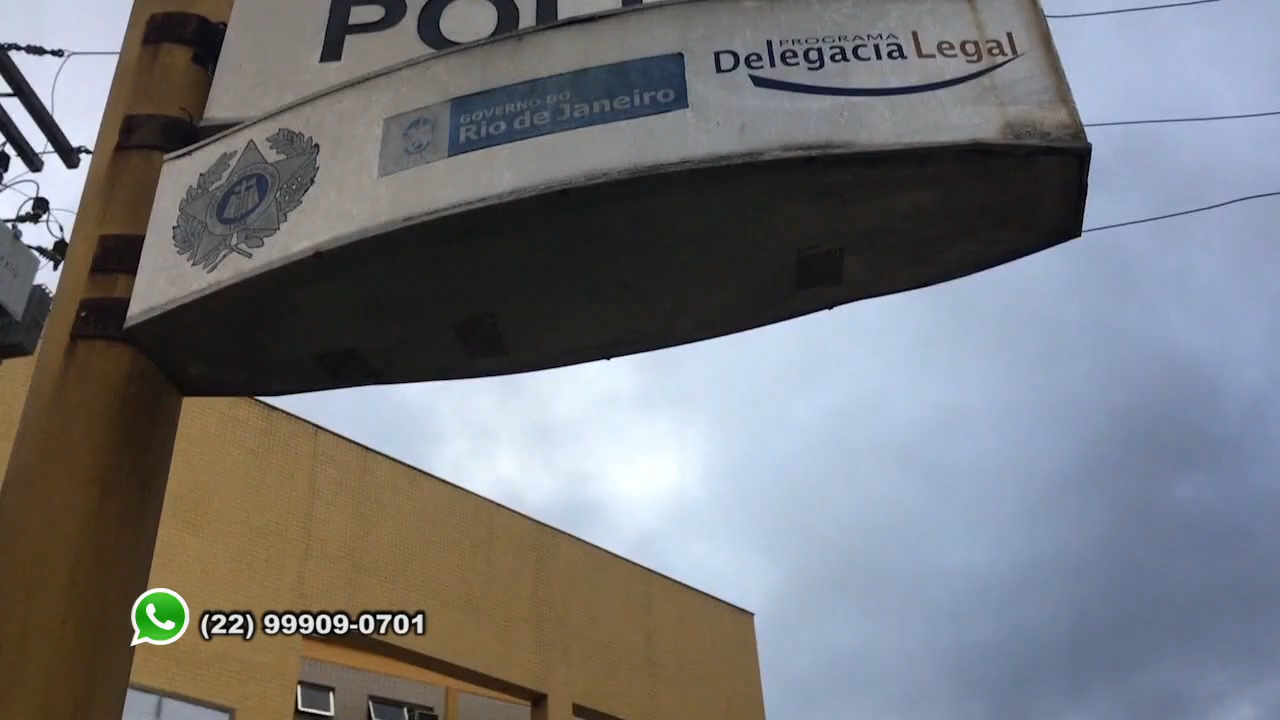 PROGRAMA
Delegacia Legal
GOVERNO DO
Rio de Janeiro
(22) 99909-0701